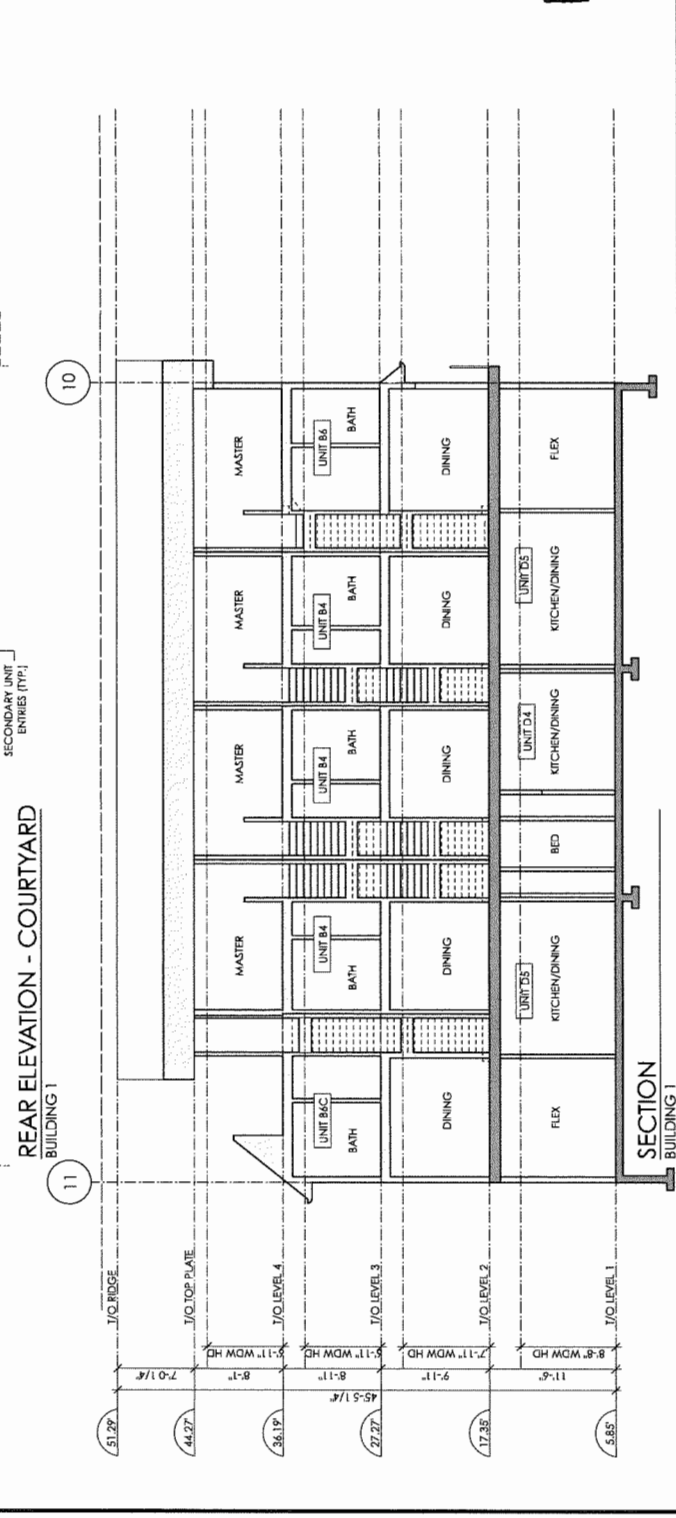 SECONDARY UNIT
ENTRIES (TYP.)
REAR ELEVATION - COURTYARD
BUILDING 1
11
10
T/O RIDGE
T/O TOP PLATE
T/O LEVEL 4
T/O LEVEL 3
T/O LEVEL 2
T/O LEVEL 1
51.29'
44.27'
36.19'
27.27'
17.35'
5.85'
7'-0 1/4"
8'-1"
8'-11"
9'-11"
11'-6"
45'-5 1/4"
6'-11" WDW HD
6'-11" WDW HD
7'-11" WDW HD
8'-8" WDW HD
MASTER
MASTER
MASTER
MASTER
UNIT B6C
BATH
BATH
UNIT B4
UNIT B4
BATH
UNIT B4
BATH
UNIT B6
BATH
DINING
DINING
DINING
DINING
DINING
FLEX
UNIT D5
KITCHEN/DINING
BED
UNIT D4
KITCHEN/DINING
UNIT D5
KITCHEN/DINING
FLEX
SECTION
BUILDING 1